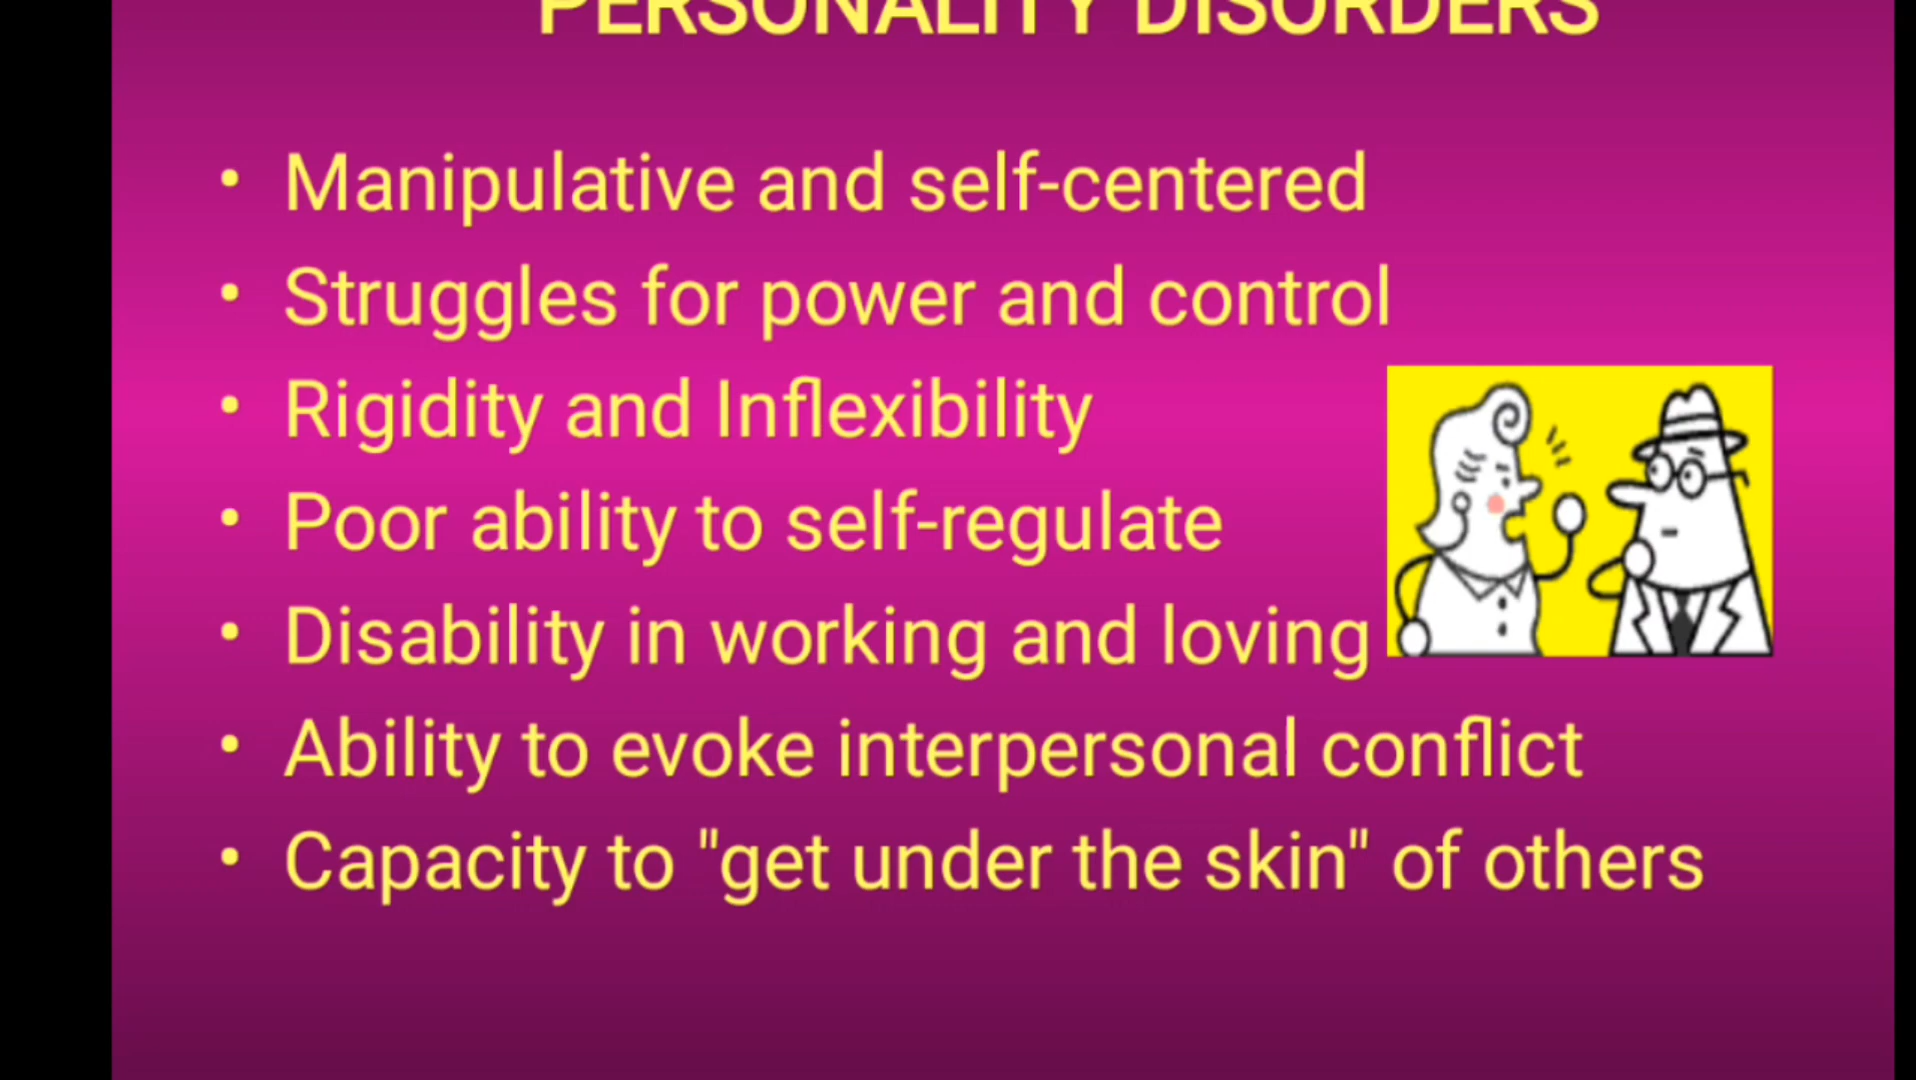 PERSONALITY DISORDERS
• Manipulative and self-centered
• Struggles for power and control
• Rigidity and Inflexibility
• Poor ability to self-regulate
• Disability in working and loving
• Ability to evoke interpersonal conflict
• Capacity to "get under the skin" of others